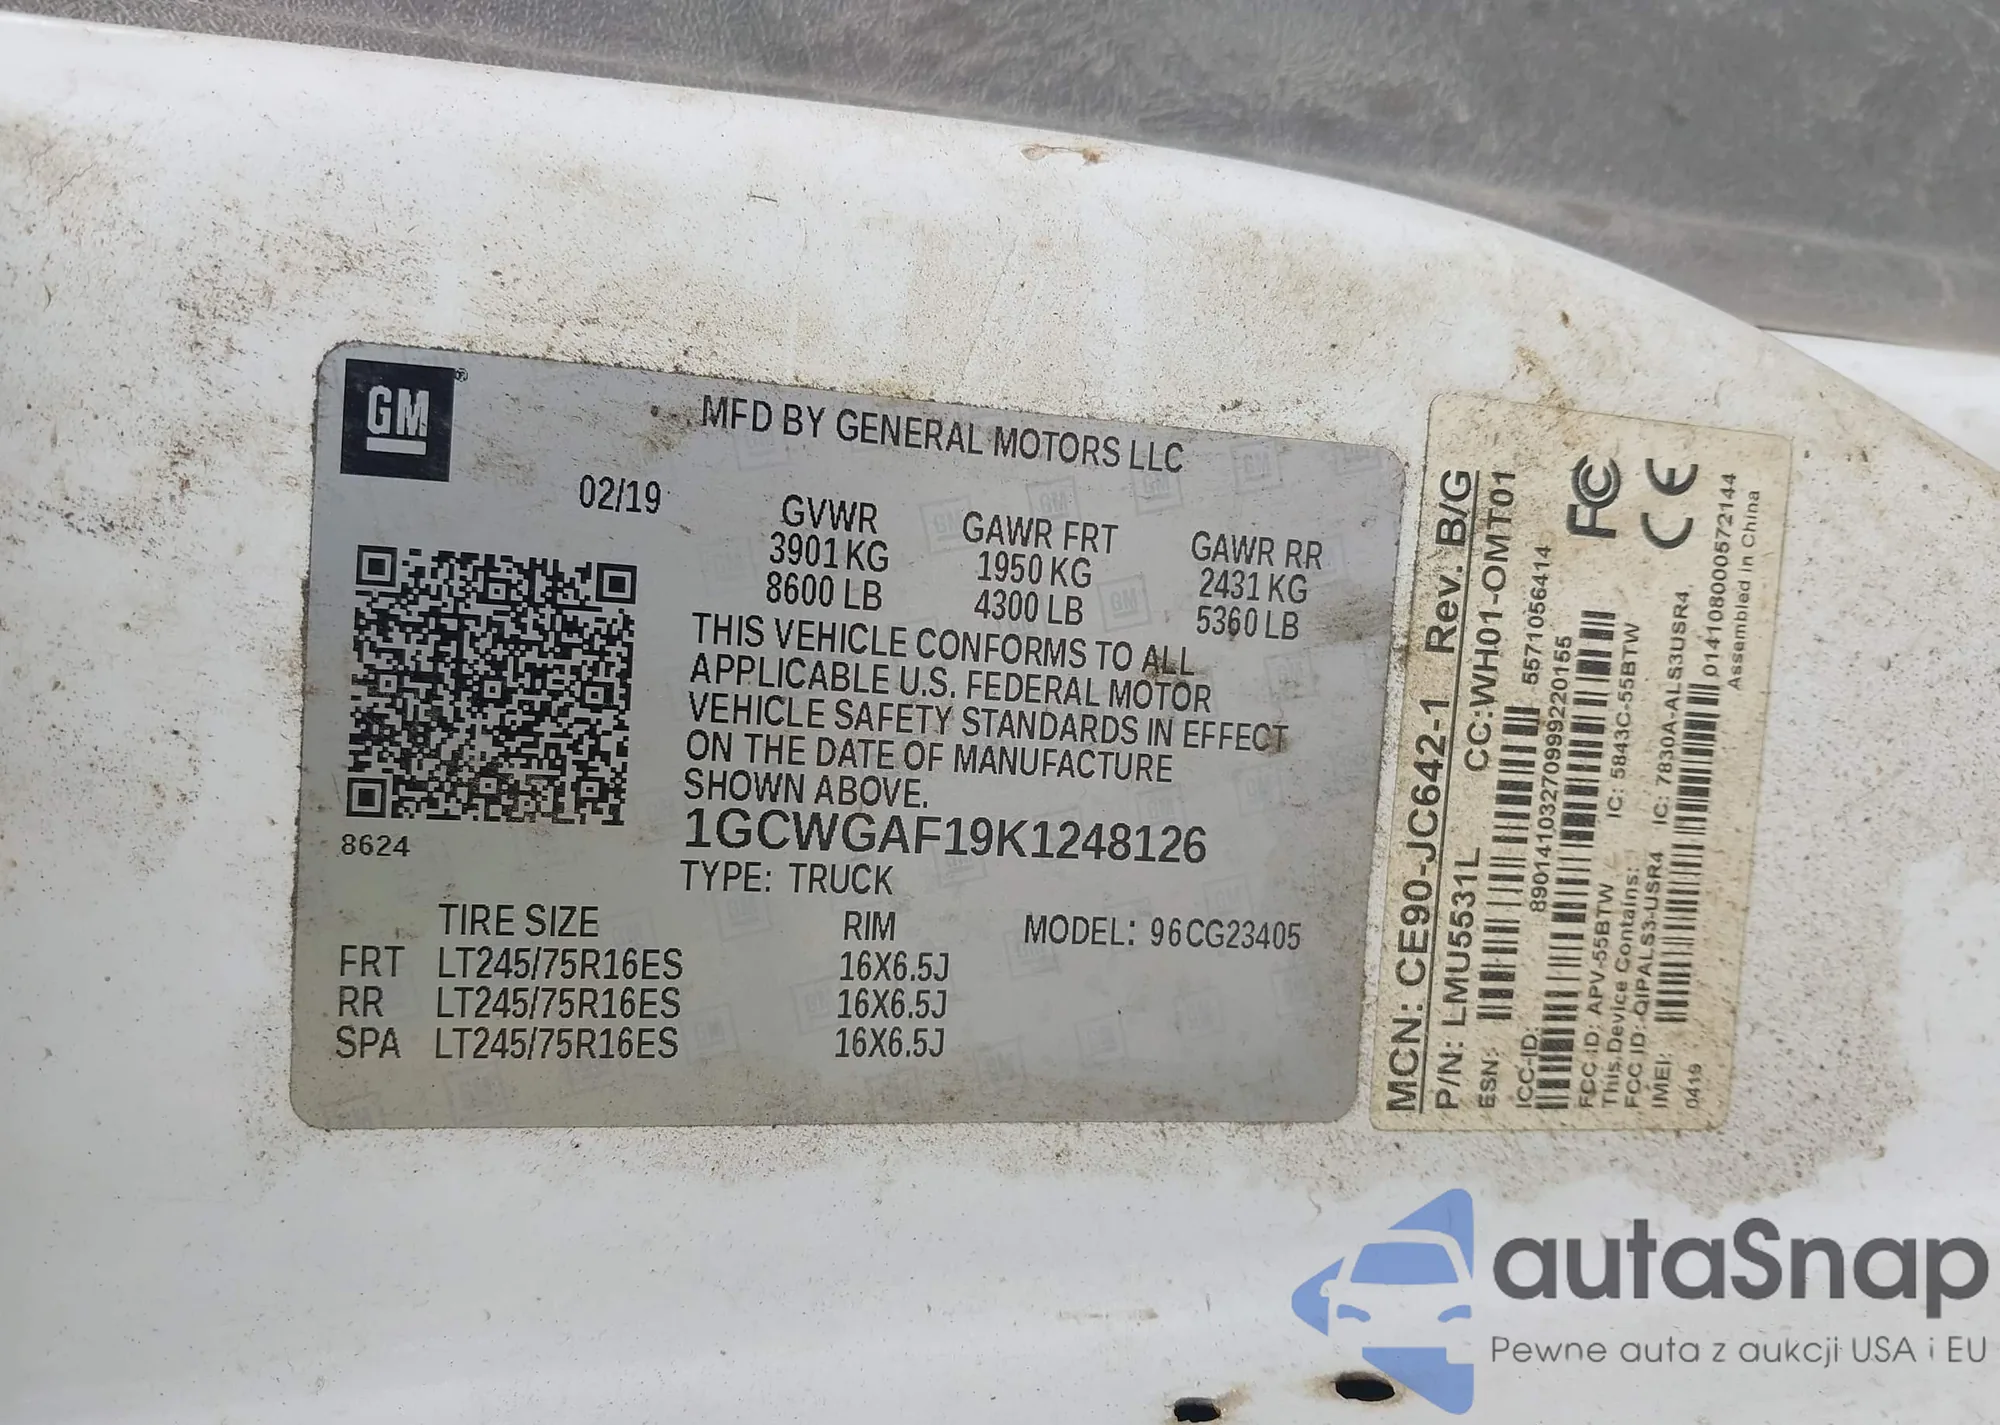 GM
MFD BY GENERAL MOTORS LLC
02/19
GVWR GAWR FRT GAWR RR
3901 KG 1950 KG 2431 KG
8600 LB 4300 LB 5360 LB
THIS VEHICLE CONFORMS TO ALL
APPLICABLE U.S. FEDERAL MOTOR
VEHICLE SAFETY STANDARDS IN EFFECT
ON THE DATE OF MANUFACTURE
SHOWN ABOVE.
8624
1GCWGAF19K1248126
TYPE: TRUCK
TIRE SIZE RIM MODEL: 96CG23405
FRT LT245/75R16ES 16X6.5J
RR LT245/75R16ES 16X6.5J
SPA LT245/75R16ES 16X6.5J
MCN: CE90-JC642-1 Rev. B/G
P/N: LMU5531L CC:WH01-OMT01
ESN: 55710056414
ICC-ID: 89014103270999220155
FCC ID: APV-55BTW IC: 5843C-55BTW
This Device Contains:
FCC ID: QIPALS3-USR4 IC: 7830A-ALS3USR4
IMEI: 014108000572144
0419 Assembled in China
FC CE
autaSnap
Pewne auta z aukcji USA i EU